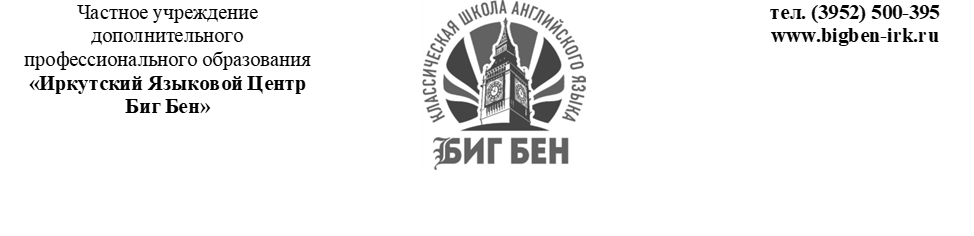 Частное учреждение
дополнительного
профессионального образования
«Иркутский Языковой Центр
Биг Бен»
КЛАССИЧЕСКАЯ ШКОЛА АНГЛИЙСКОГО ЯЗЫКА
БИГ БЕН
тел. (3952) 500-395
www.bigben-irk.ru